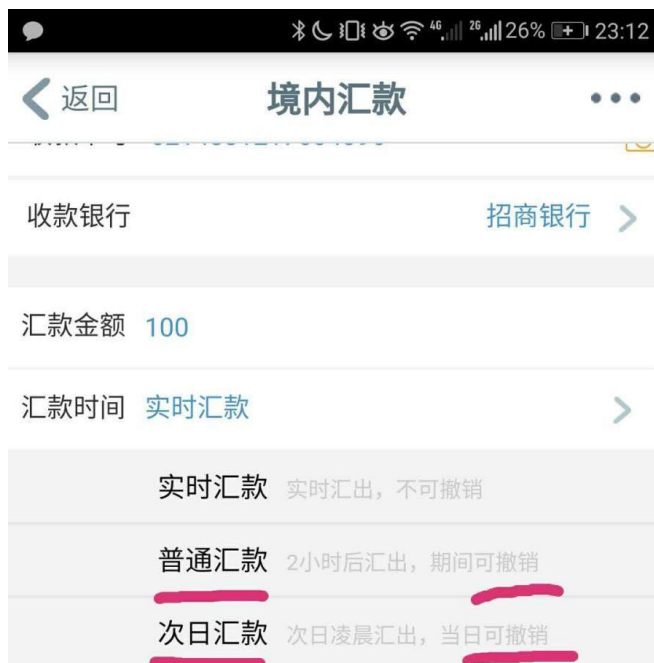 4G 2G 26% 23:12
返回 境内汇款
收款银行 招商银行
汇款金额 100
汇款时间 实时汇款
实时汇款 实时汇出，不可撤销
普通汇款 2小时后汇出，期间可撤销
次日汇款 次日凌晨汇出，当日可撤销